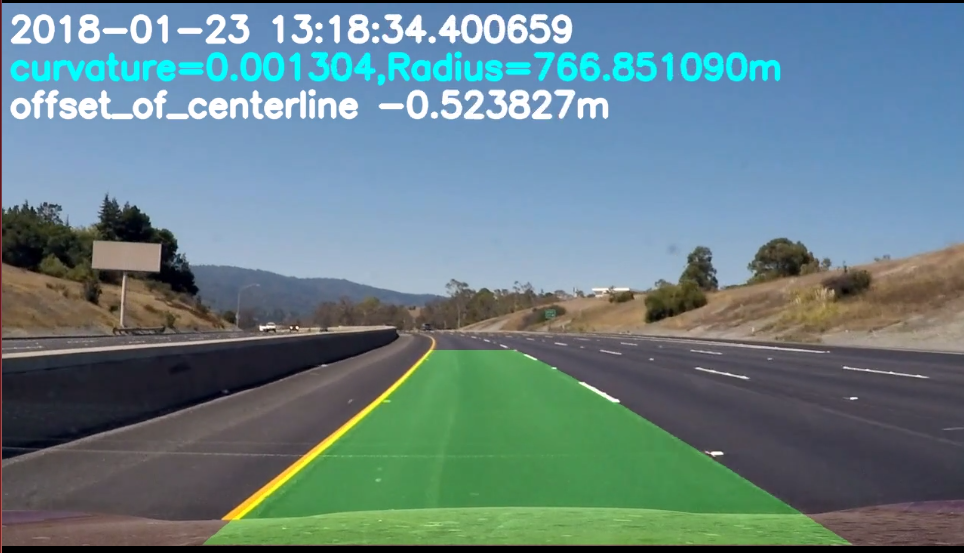 2018-01-23 13:18:34.400659
curvature=0.001304,Radius=766.851090m
offset_of_centerline -0.523827m